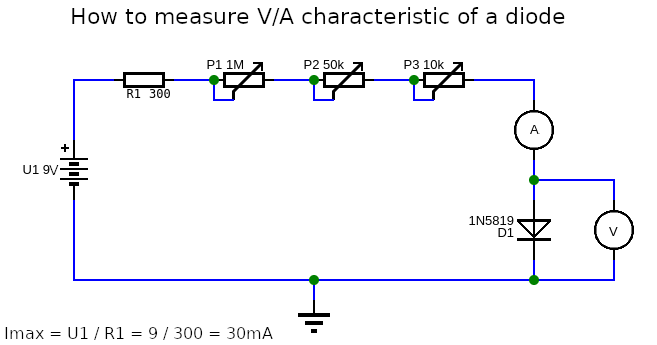 How to measure V/A characteristic of a diode
P1 1M
P2 50k
P3 10k
R1 300
+
A
U1 9V
1N5819
D1
V
Imax = U1 / R1 = 9 / 300 = 30mA